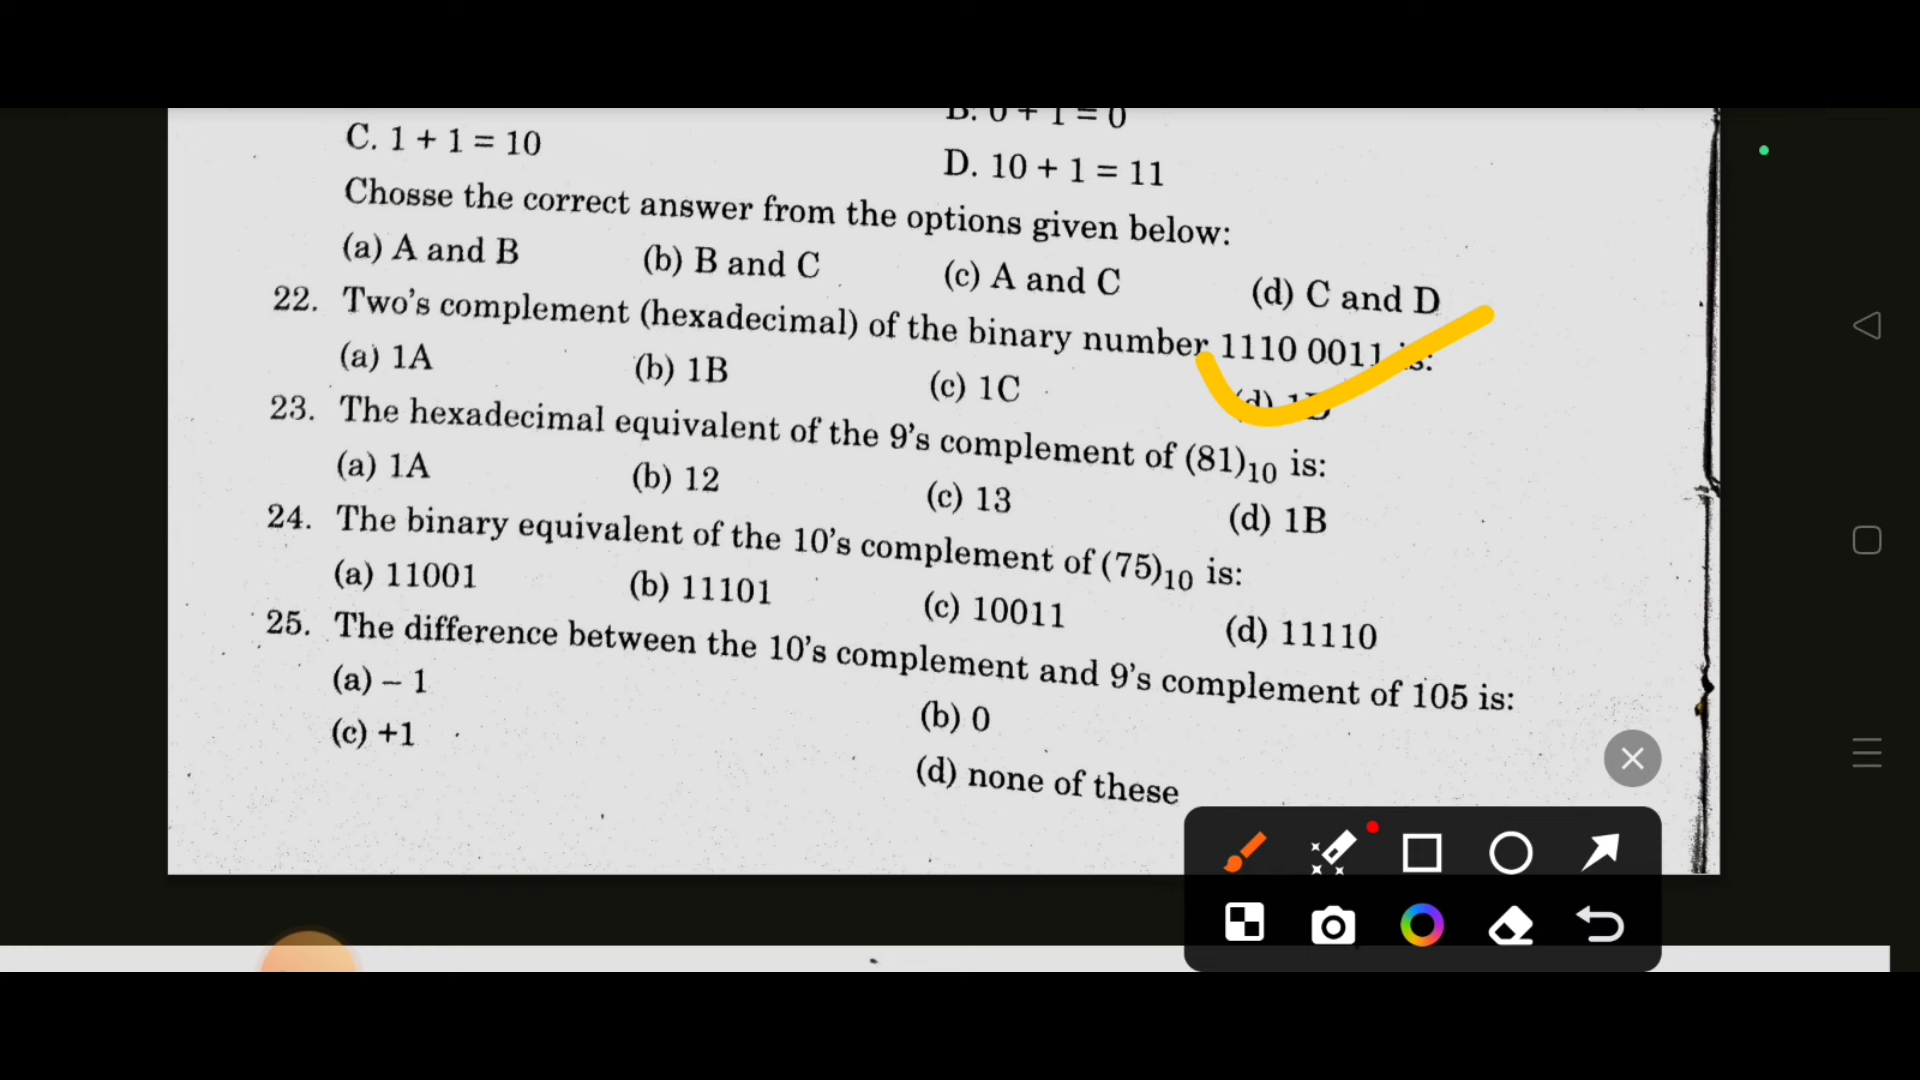 B. 0 + 1 = 0
C. 1 + 1 = 10
D. 10 + 1 = 11
Chosse the correct answer from the options given below:
(a) A and B (b) B and C (c) A and C (d) C and D
22. Two's complement (hexadecimal) of the binary number 1110 0011 is:
(a) 1A (b) 1B (c) 1C (d) 1D
23. The hexadecimal equivalent of the 9's complement of (81)10 is:
(a) 1A (b) 12 (c) 13 (d) 1B
24. The binary equivalent of the 10's complement of (75)10 is:
(a) 11001 (b) 11101 (c) 10011 (d) 11110
25. The difference between the 10's complement and 9's complement of 105 is:
(a) – 1 (b) 0
(c) +1 (d) none of these